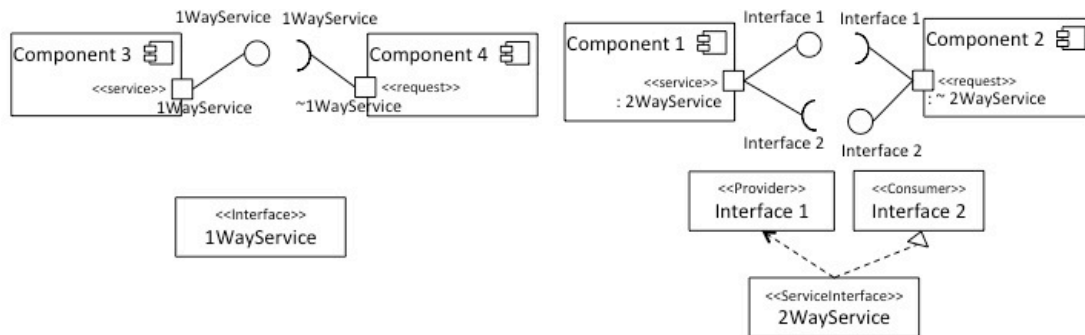 1WayService
1WayService
Component 3
Component 4
<<service>>
1WayService
<<request>>
~1WayService
<<Interface>>
1WayService
Interface 1
Interface 1
Component 1
Component 2
<<service>>
: 2WayService
<<request>>
: ~ 2WayService
Interface 2
Interface 2
<<Provider>>
Interface 1
<<Consumer>>
Interface 2
<<ServiceInterface>>
2WayService